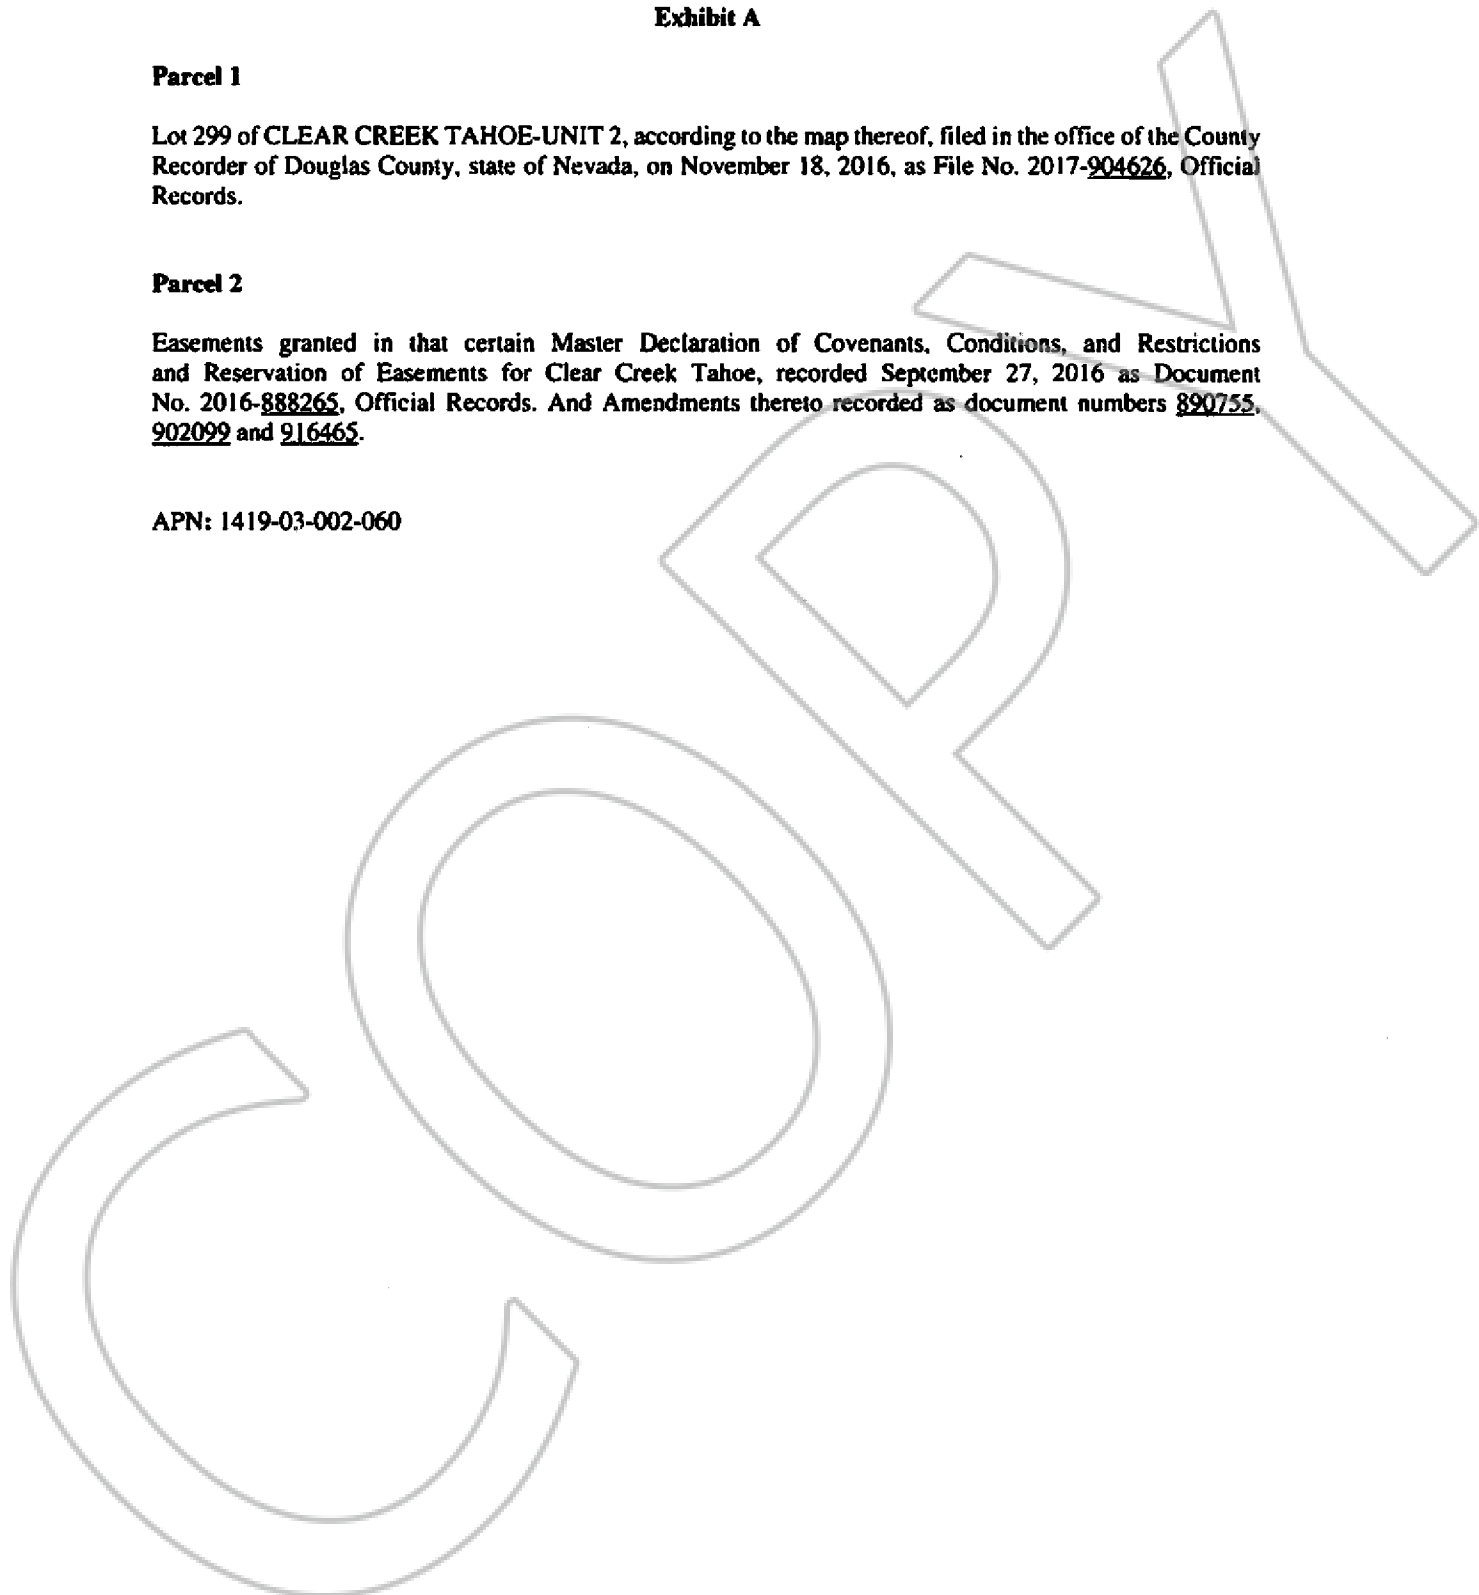 Exhibit A
Parcel 1
Lot 299 of CLEAR CREEK TAHOE-UNIT 2, according to the map thereof, filed in the office of the County
Recorder of Douglas County, state of Nevada, on November 18, 2016, as File No. 2017-904626, Official
Records.
Parcel 2
Easements granted in that certain Master Declaration of Covenants, Conditions, and Restrictions
and Reservation of Easements for Clear Creek Tahoe, recorded September 27, 2016 as Document
No. 2016-888265, Official Records. And Amendments thereto recorded as document numbers 890755,
902099 and 916465.
APN: 1419-03-002-060
COPY